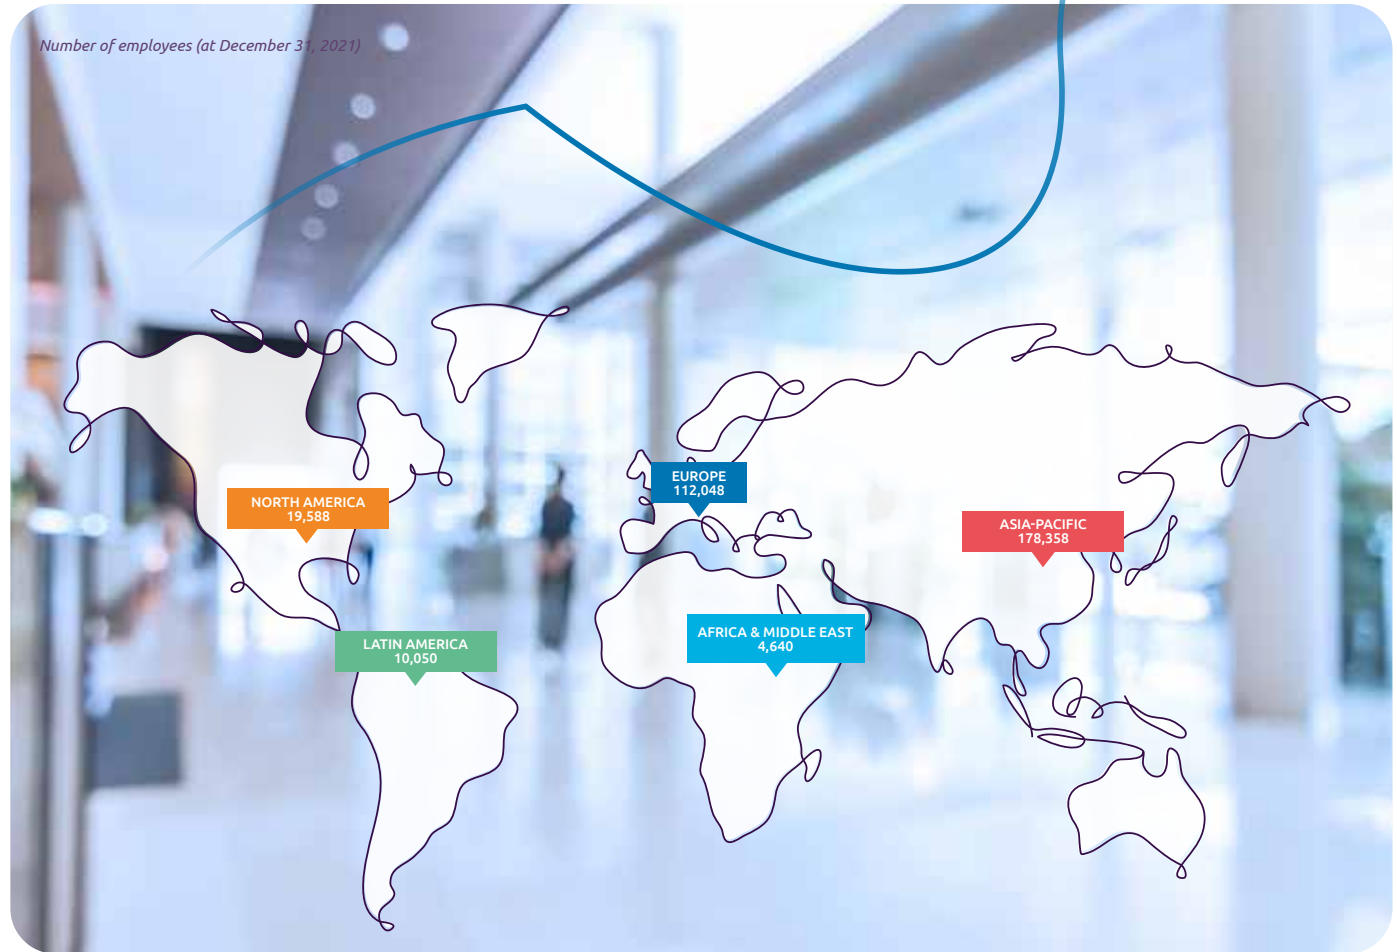 Number of employees (at December 31, 2021)
EUROPE
112,048
NORTH AMERICA
19,588
ASIA-PACIFIC
178,358
AFRICA & MIDDLE EAST
4,640
LATIN AMERICA
10,050